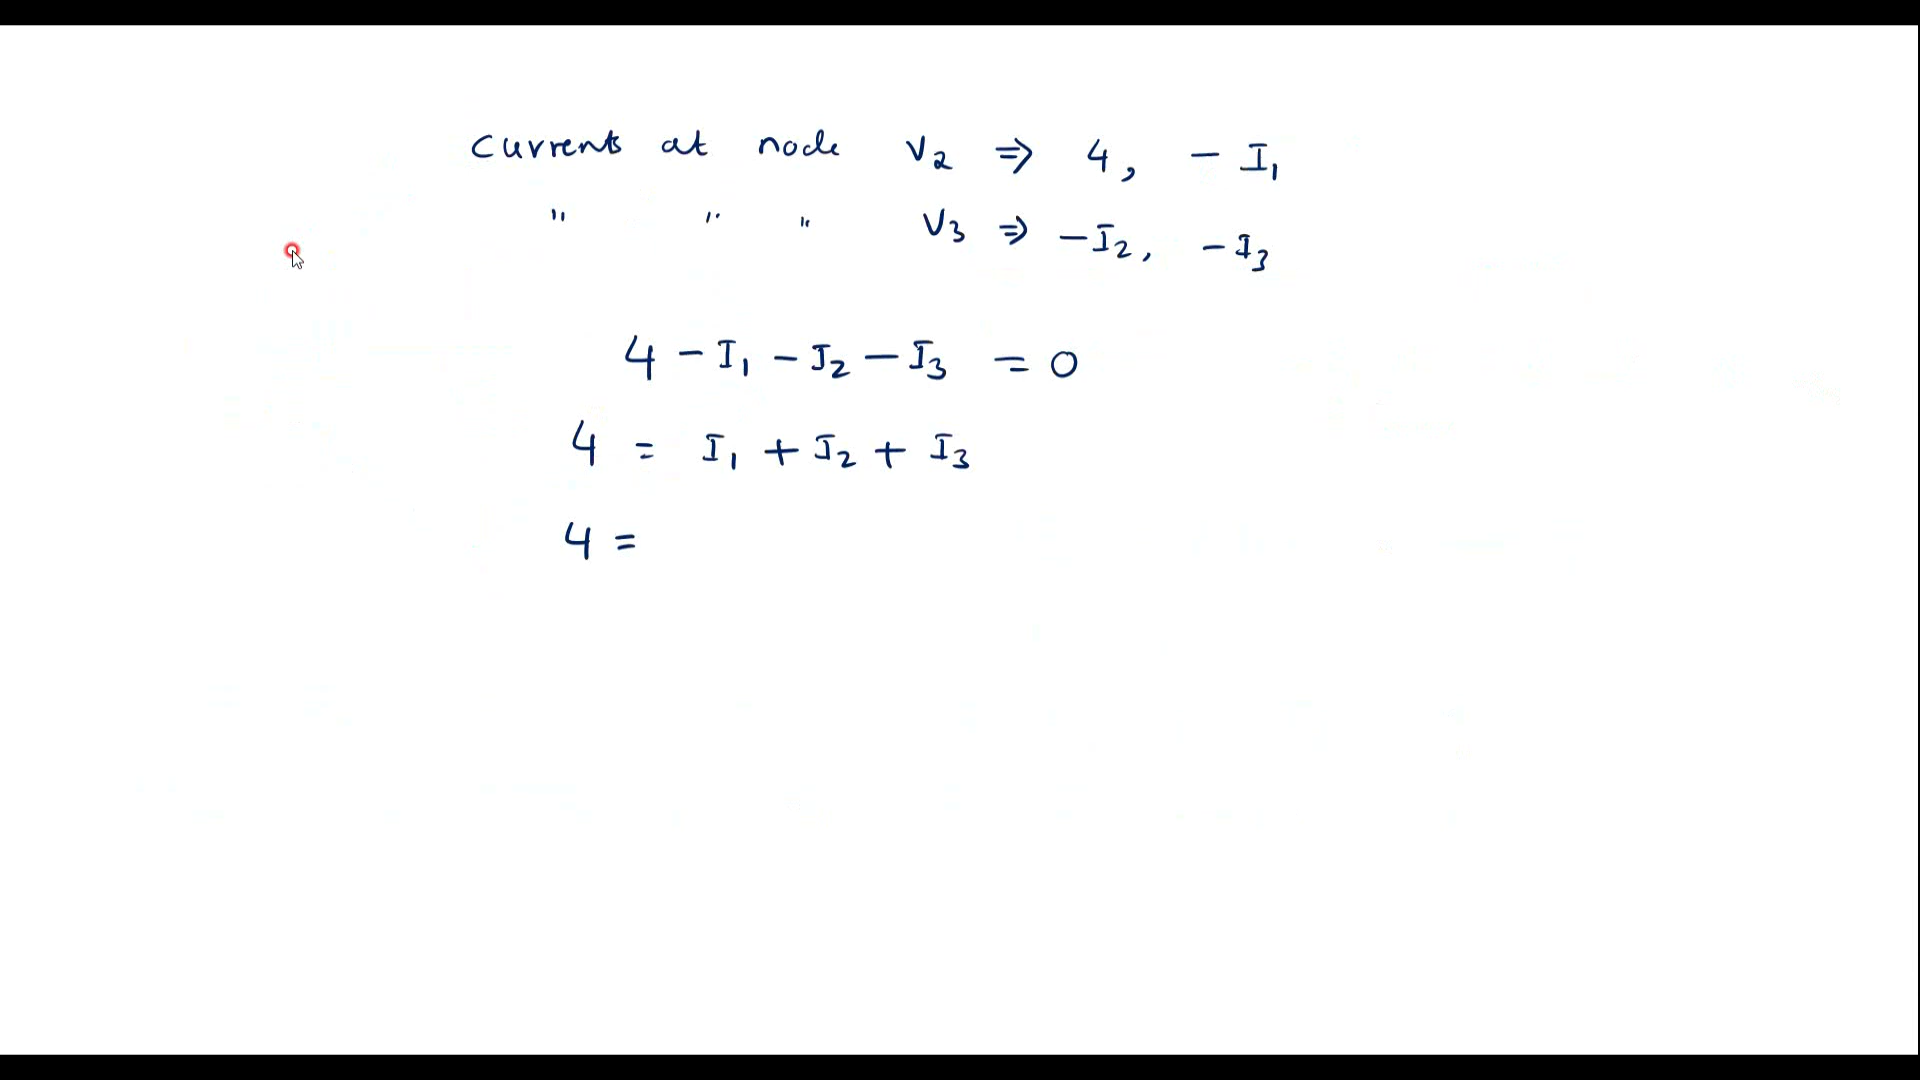 Currents at node V₂ ⇒ 4, - I₁
" " " V₃ ⇒ -I₂, -I₃
4 - I₁ - I₂ - I₃ = 0
4 = I₁ + I₂ + I₃
4 =